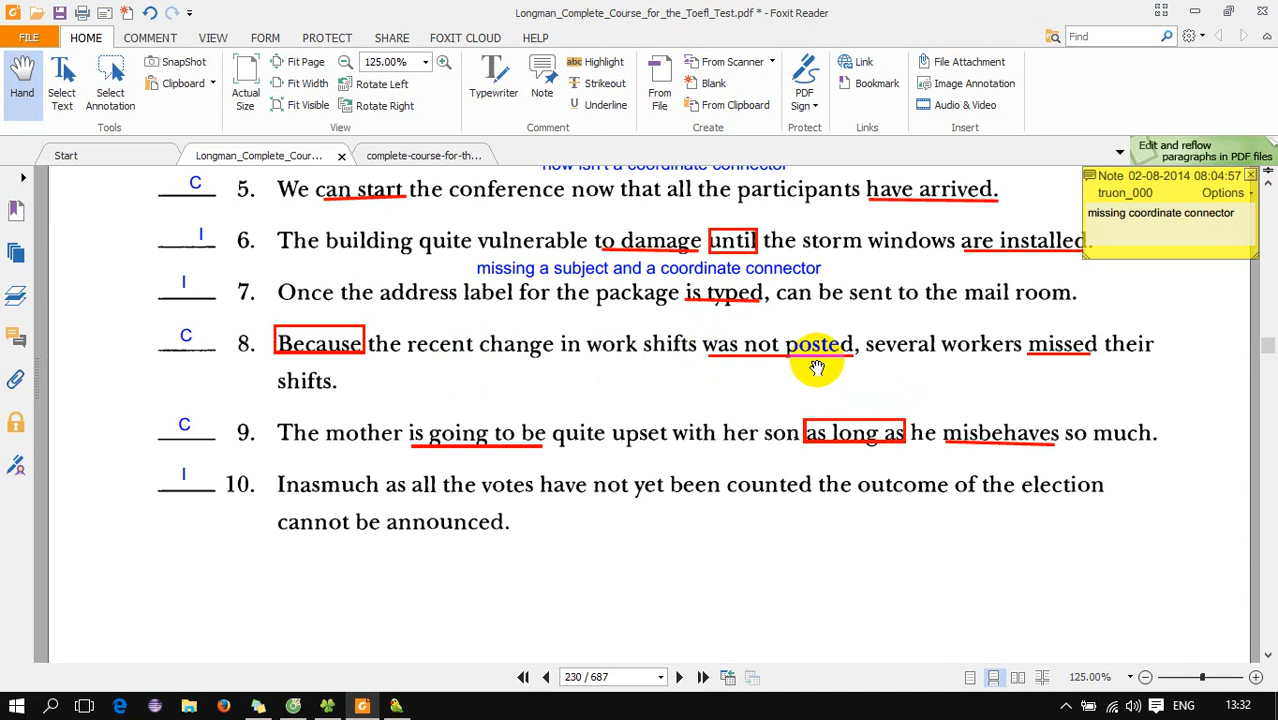 Longman_Complete_Course_for_the_Toefl_Test.pdf * - Foxit Reader
FILE HOME COMMENT VIEW FORM PROTECT SHARE FOXIT CLOUD HELP Find
Hand Select Text Select Annotation SnapShot Clipboard Actual Size Fit Page Fit Width Fit Visible 125.00% Rotate Left Rotate Right Typewriter Note Highlight Strikeout Underline From File From Scanner Blank From Clipboard PDF Sign Link Bookmark File Attachment Image Annotation Audio & Video
Tools View Comment Create Protect Links Insert
Start Longman_Complete_Cour... complete-course-for-th... Edit and reflow paragraphs in PDF files
Note 02-08-2014 08:04:57
truon_000 Options
missing coordinate connector
now isn't a coordinate connector
C 5. We can start the conference now that all the participants have arrived.
I 6. The building quite vulnerable to damage until the storm windows are installed.
missing a subject and a coordinate connector
I 7. Once the address label for the package is typed, can be sent to the mail room.
C 8. Because the recent change in work shifts was not posted, several workers missed their
shifts.
C 9. The mother is going to be quite upset with her son as long as he misbehaves so much.
I 10. Inasmuch as all the votes have not yet been counted the outcome of the election
cannot be announced.
230 / 687 125.00%
ENG 13:32